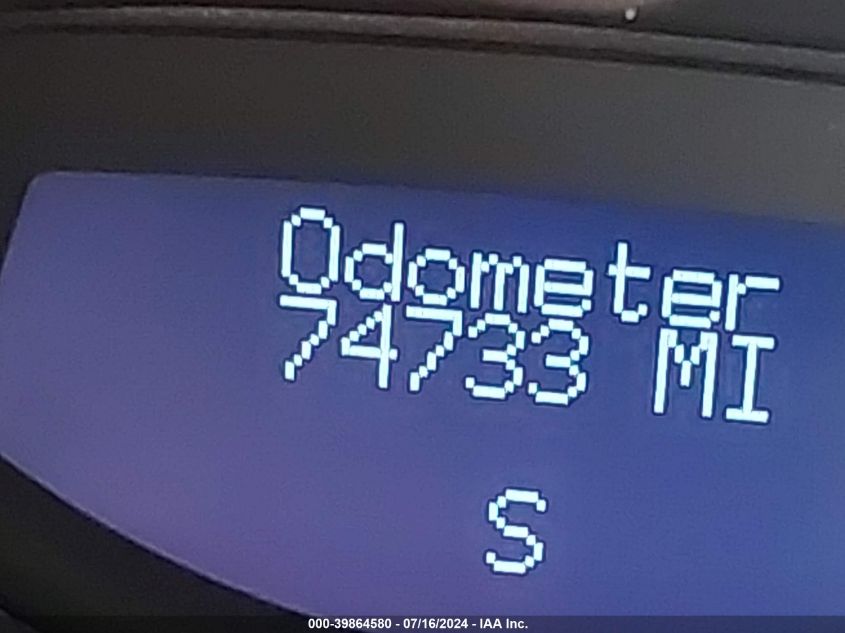 Odometer
74733 MI
S
000-39864580 - 07/16/2024 - IAA Inc.